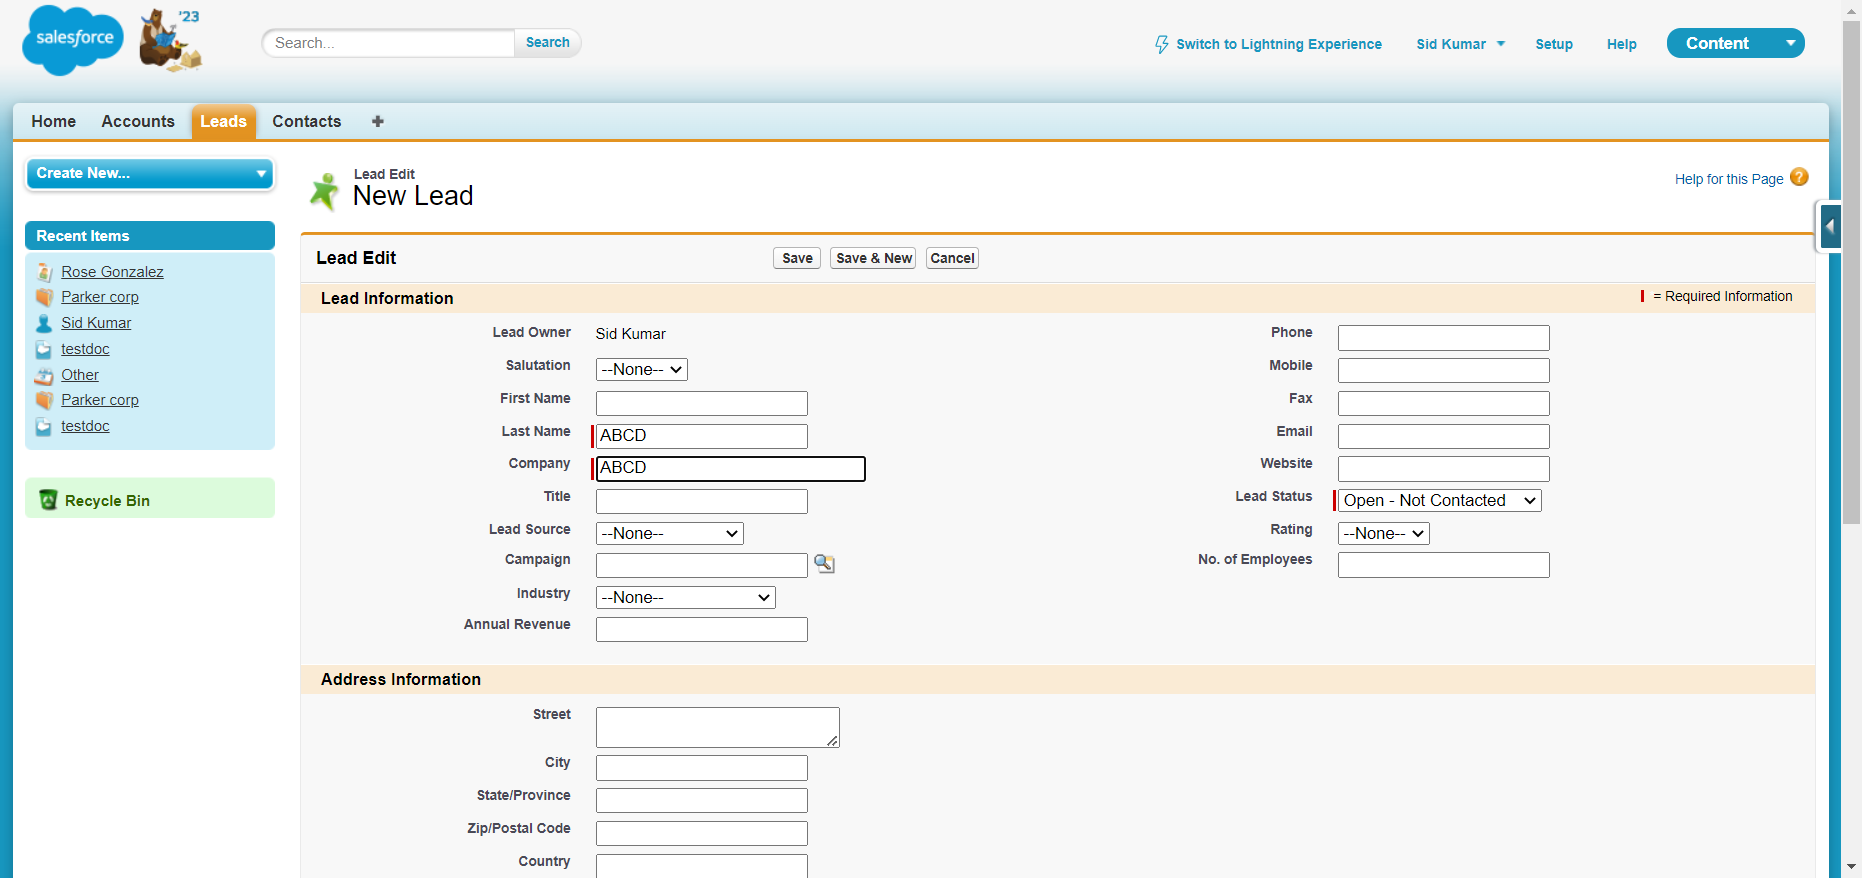 salesforce
'23
Search...
Search
Switch to Lightning Experience
Sid Kumar
Setup
Help
Content
Home
Accounts
Leads
Contacts
+
Create New...
Recent Items
Rose Gonzalez
Parker corp
Sid Kumar
testdoc
Other
Parker corp
testdoc
Recycle Bin
Lead Edit
New Lead
Help for this Page ?
Lead Edit
Save
Save & New
Cancel
Lead Information
= Required Information
Lead Owner Sid Kumar
Salutation --None--
First Name
Last Name ABCD
Company ABCD
Title
Lead Source --None--
Campaign
Industry --None--
Annual Revenue
Phone
Mobile
Fax
Email
Website
Lead Status Open - Not Contacted
Rating --None--
No. of Employees
Address Information
Street
City
State/Province
Zip/Postal Code
Country